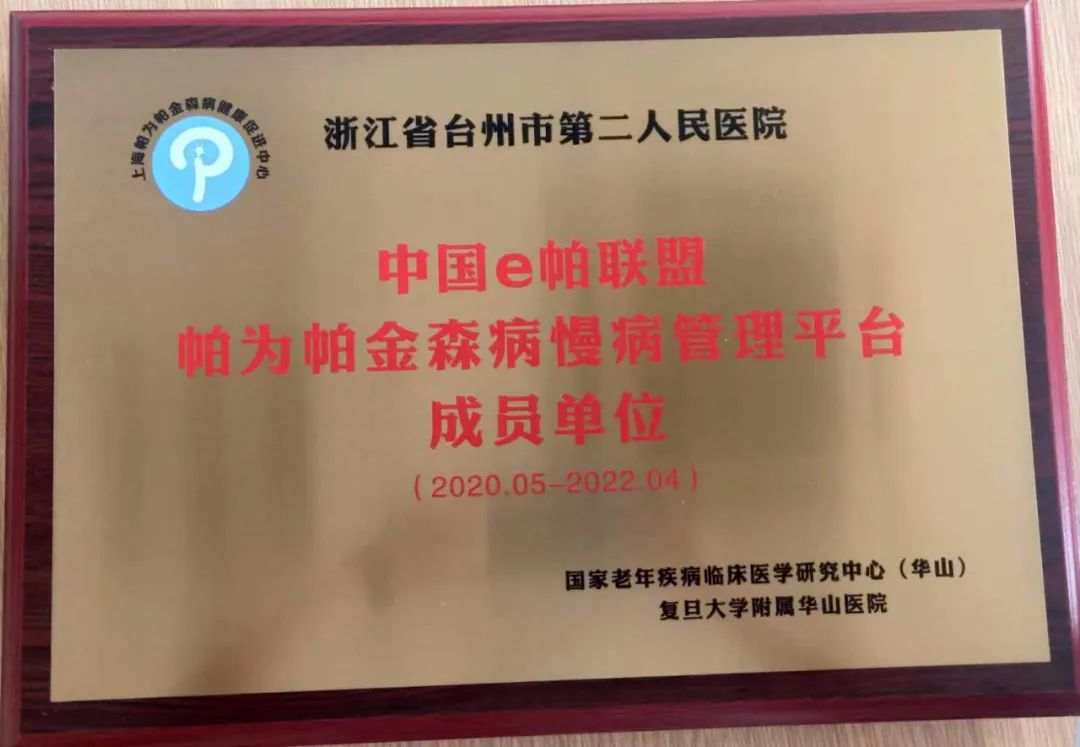 上海帕为帕金森病健康促进中心
浙江省台州市第二人民医院
中国e帕联盟
帕为帕金森病慢病管理平台
成员单位
(2020.05-2022.04)
国家老年疾病临床医学研究中心(华山)
复旦大学附属华山医院